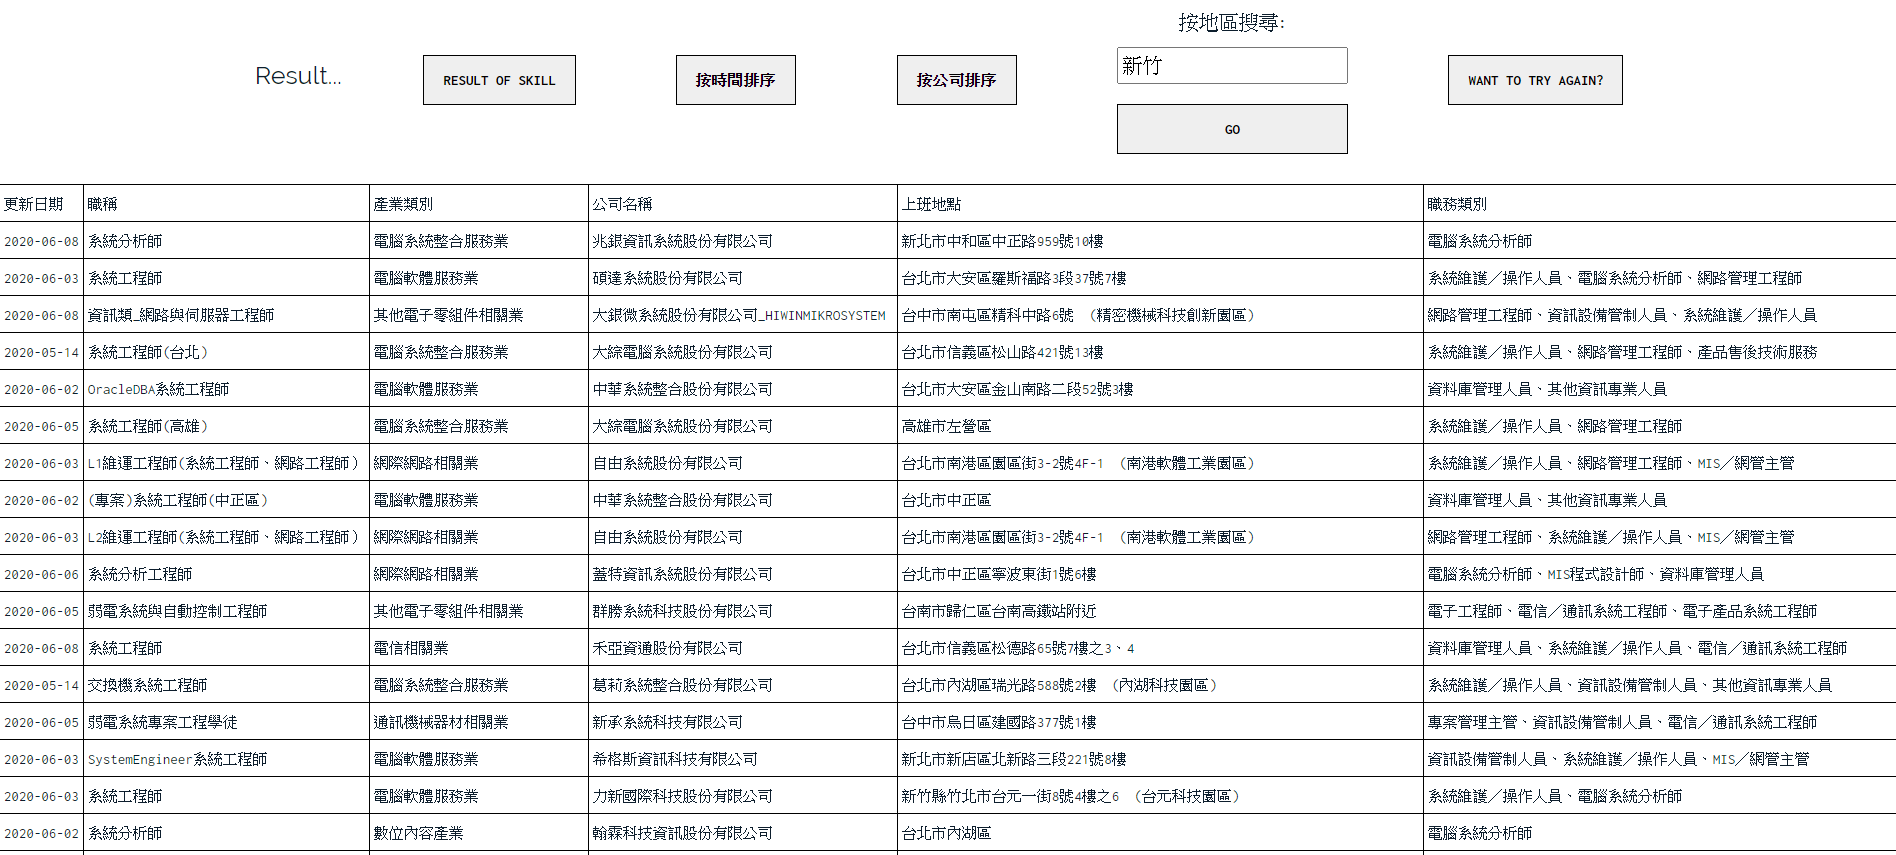 按地區搜尋:
Result...
RESULT OF SKILL
按時間排序
按公司排序
新竹
WANT TO TRY AGAIN?
GO
更新日期 職稱 產業類別 公司名稱 上班地點 職務類別
2020-06-08 系統分析師 電腦系統整合服務業 兆銀資訊系統股份有限公司 新北市中和區中正路959號10樓 電腦系統分析師
2020-06-03 系統工程師 電腦軟體服務業 碩達系統股份有限公司 台北市大安區羅斯福路3段37號7樓 系統維護／操作人員、電腦系統分析師、網路管理工程師
2020-06-08 資訊類_網路與伺服器工程師 其他電子零組件相關業 大銀微系統股份有限公司_HIWINMIKROSYSTEM 台中市南屯區精科中路6號 （精密機械科技創新園區） 網路管理工程師、資訊設備管制人員、系統維護／操作人員
2020-05-14 系統工程師(台北) 電腦系統整合服務業 大綜電腦系統股份有限公司 台北市信義區松山路421號13樓 系統維護／操作人員、網路管理工程師、產品售後技術服務
2020-06-02 OracleDBA系統工程師 電腦軟體服務業 中華系統整合股份有限公司 台北市大安區金山南路二段52號3樓 資料庫管理人員、其他資訊專業人員
2020-06-05 系統工程師(高雄) 電腦系統整合服務業 大綜電腦系統股份有限公司 高雄市左營區 系統維護／操作人員、網路管理工程師
2020-06-03 L1維運工程師(系統工程師、網路工程師) 網際網路相關業 自由系統股份有限公司 台北市南港區園區街3-2號4F-1 （南港軟體工業園區） 系統維護／操作人員、網路管理工程師、MIS／網管主管
2020-06-02 (專案)系統工程師(中正區) 電腦軟體服務業 中華系統整合股份有限公司 台北市中正區 資料庫管理人員、其他資訊專業人員
2020-06-03 L2維運工程師(系統工程師、網路工程師) 網際網路相關業 自由系統股份有限公司 台北市南港區園區街3-2號4F-1 （南港軟體工業園區） 網路管理工程師、系統維護／操作人員、MIS／網管主管
2020-06-06 系統分析工程師 網際網路相關業 蓋特資訊系統股份有限公司 台北市中正區寧波東街1號6樓 電腦系統分析師、MIS程式設計師、資料庫管理人員
2020-06-05 弱電系統與自動控制工程師 其他電子零組件相關業 群勝系統科技股份有限公司 台南市歸仁區台南高鐵站附近 電子工程師、電信／通訊系統工程師、電子產品系統工程師
2020-06-08 系統工程師 電信相關業 禾亞資通股份有限公司 台北市信義區松德路65號7樓之3、4 資料庫管理人員、系統維護／操作人員、電信／通訊系統工程師
2020-05-14 交換機系統工程師 電腦系統整合服務業 葛莉系統整合股份有限公司 台北市內湖區瑞光路588號2樓 （內湖科技園區） 系統維護／操作人員、資訊設備管制人員、其他資訊專業人員
2020-06-05 弱電系統專案工程學徒 通訊機械器材相關業 新承系統科技有限公司 台中市烏日區建國路377號1樓 專案管理主管、資訊設備管制人員、電信／通訊系統工程師
2020-06-03 SystemEngineer系統工程師 電腦軟體服務業 希格斯資訊科技有限公司 新北市新店區北新路三段221號8樓 資訊設備管制人員、系統維護／操作人員、MIS／網管主管
2020-06-03 系統工程師 電腦軟體服務業 力新國際科技股份有限公司 新竹縣竹北市台元一街8號4樓之6 （台元科技園區） 系統維護／操作人員、電腦系統分析師
2020-06-02 系統分析師 數位內容產業 翰霖科技資訊股份有限公司 台北市內湖區 電腦系統分析師